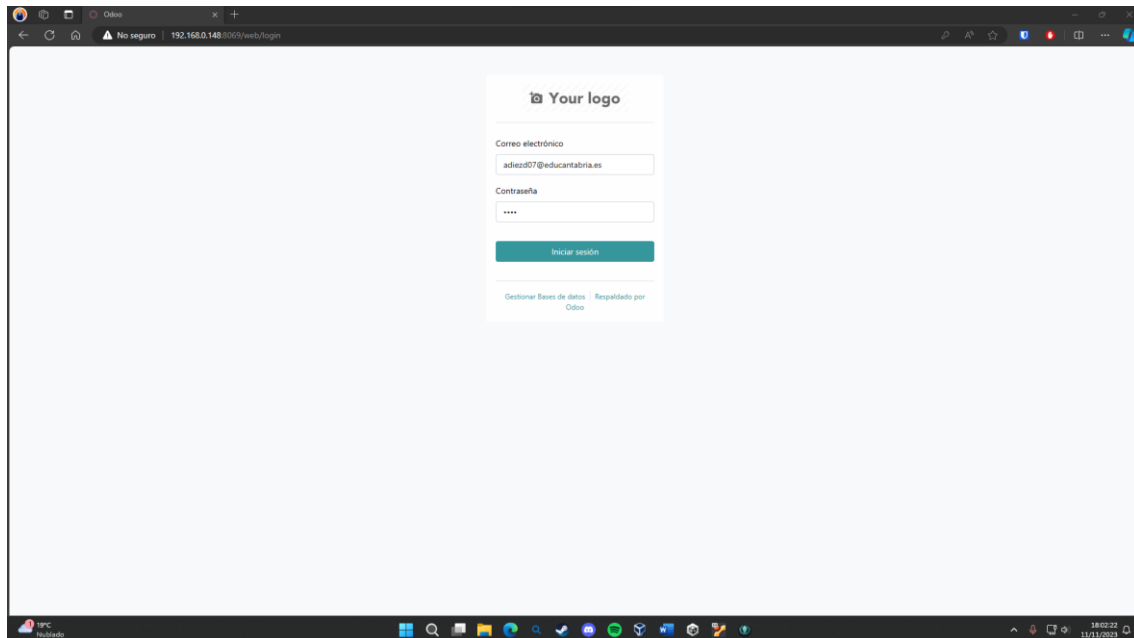 Odoo
No seguro
192.168.0.148:8069/web/login
Your logo
Correo electrónico
adiezd07@educantabria.es
Contraseña
••••
Iniciar sesión
Gestionar Bases de datos | Respaldado por
Odoo
1
19°C
Nublado
18:02:22
11/11/2023